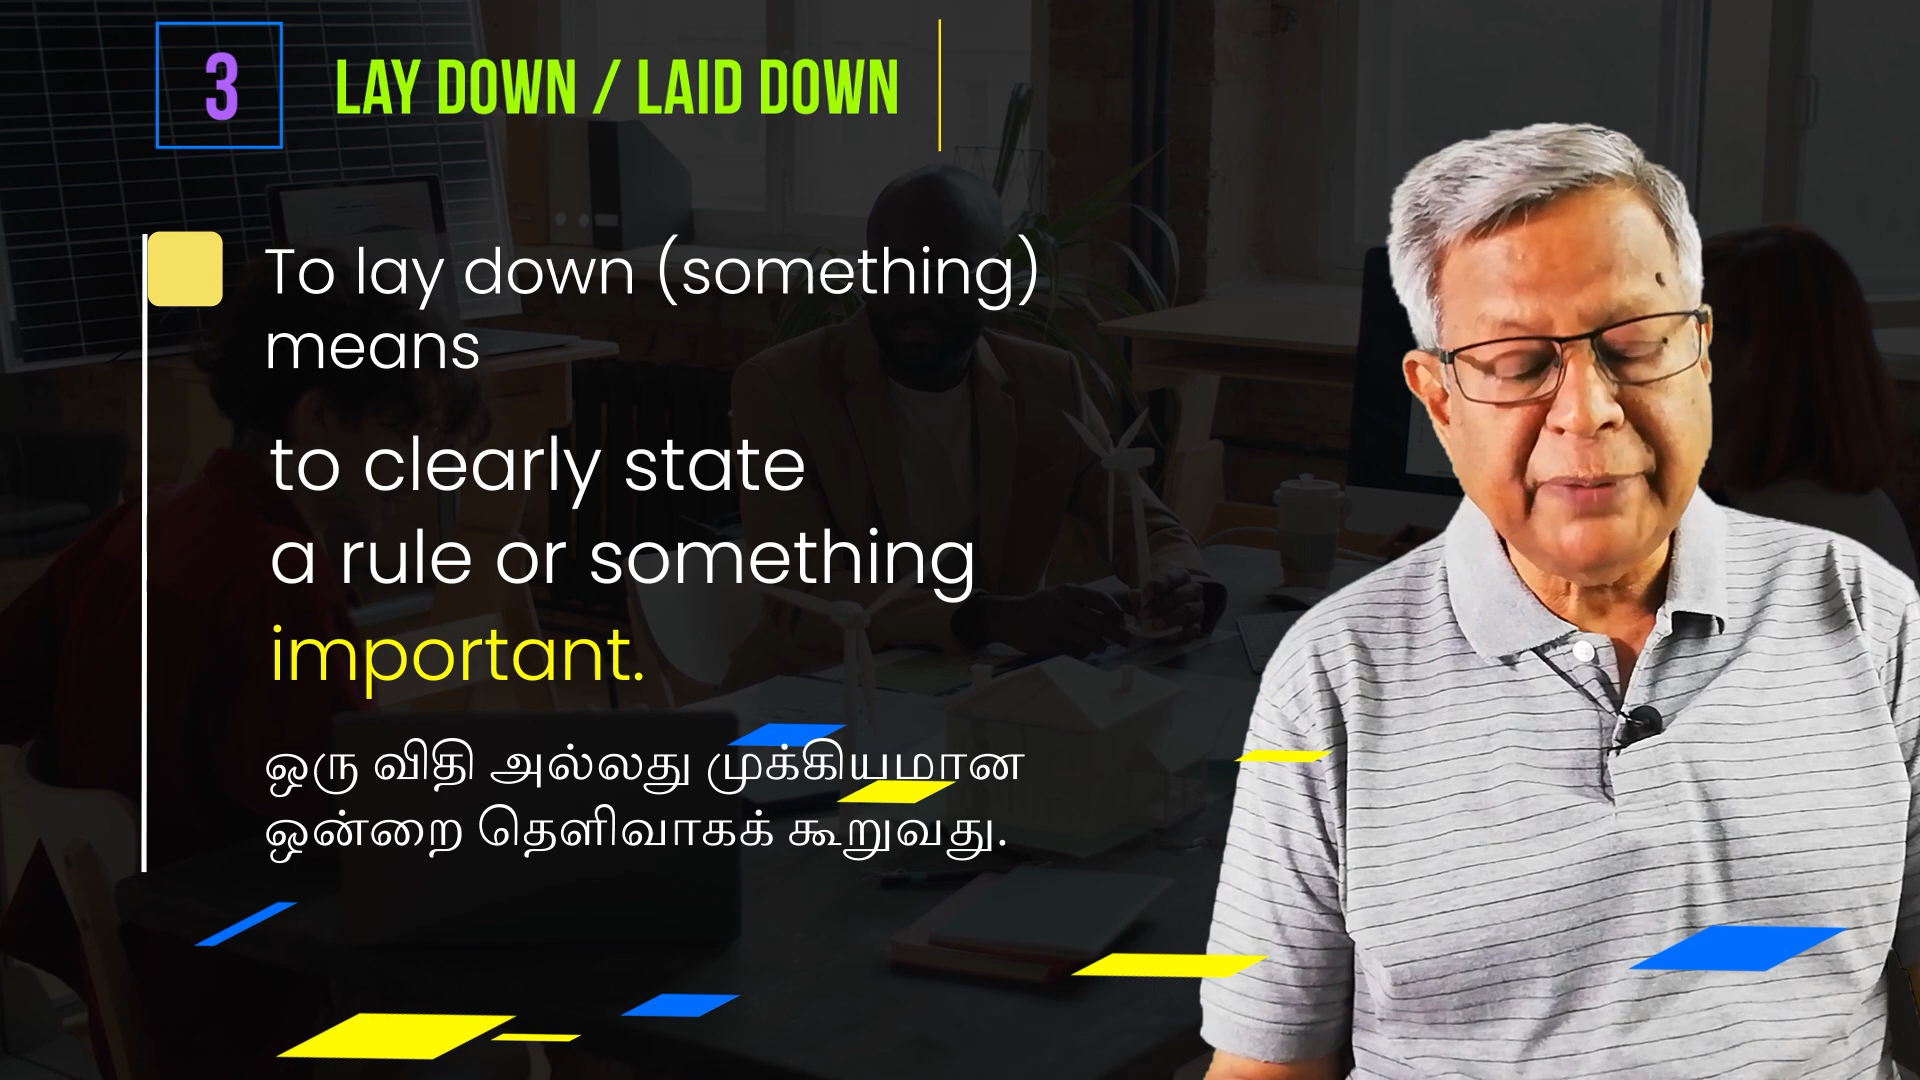 3
LAY DOWN / LAID DOWN
To lay down (something)
means
to clearly state
a rule or something
important.
ஒரு விதி அல்லது முக்கியமான
ஒன்றை தெளிவாகக் கூறுவது.